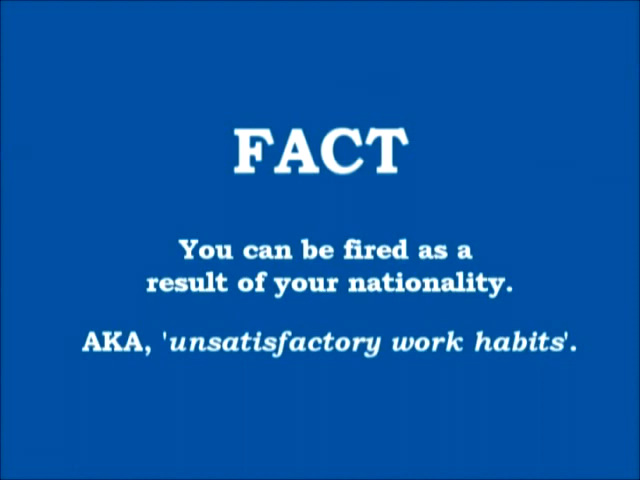 FACT
You can be fired as a
result of your nationality.
AKA, 'unsatisfactory work habits'.